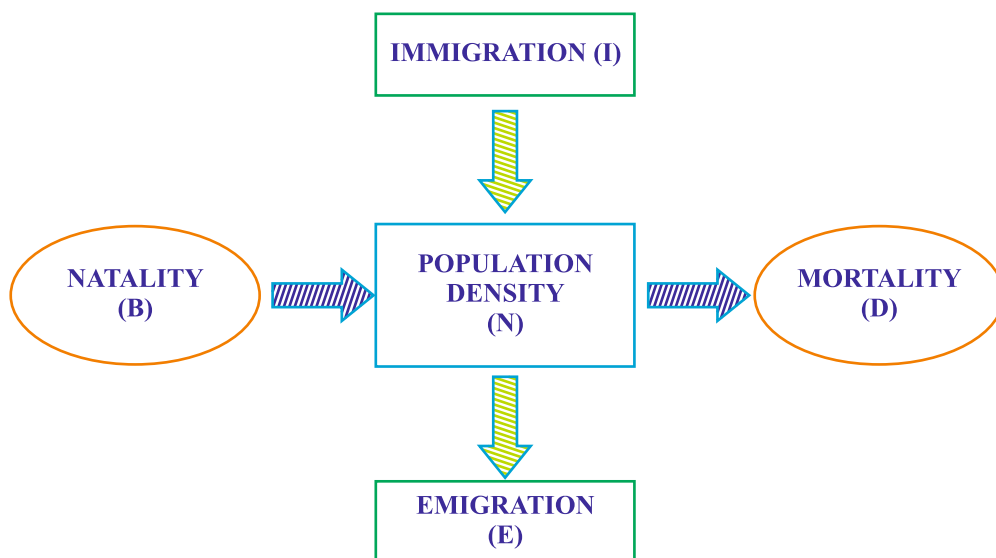 IMMIGRATION (I)
NATALITY
(B)
POPULATION
DENSITY
(N)
MORTALITY
(D)
EMIGRATION
(E)